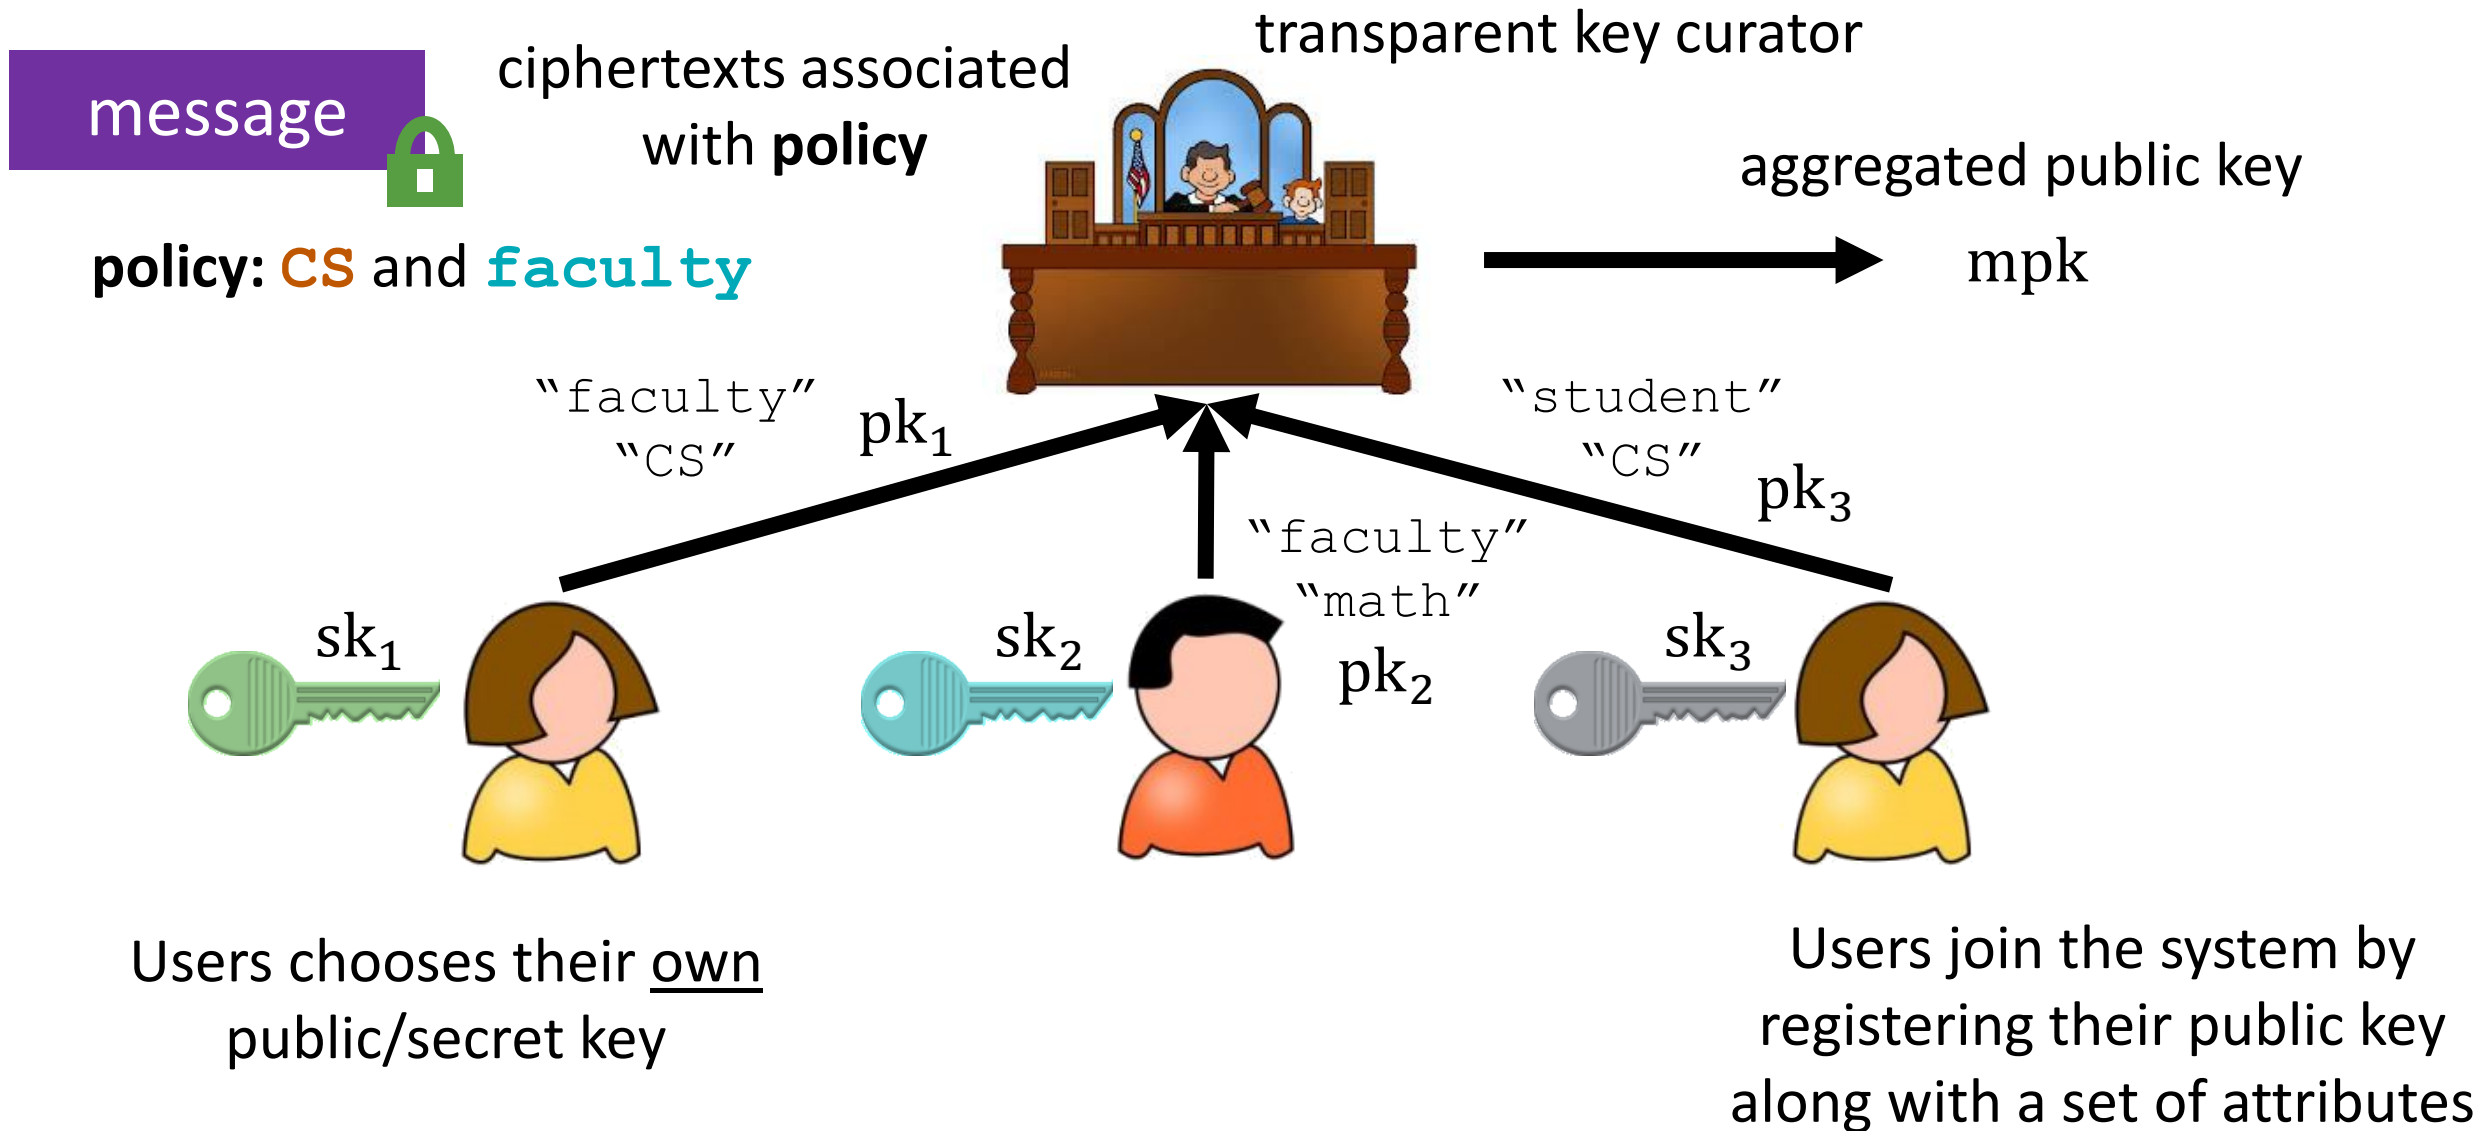 transparent key curator
message
ciphertexts associated
with policy
aggregated public key
policy: CS and faculty
mpk
“faculty”
“CS”
pk₁
“student”
“CS”
pk₃
“faculty”
“math”
pk₂
sk₁
sk₂
sk₃
Users chooses their own
public/secret key
Users join the system by
registering their public key
along with a set of attributes